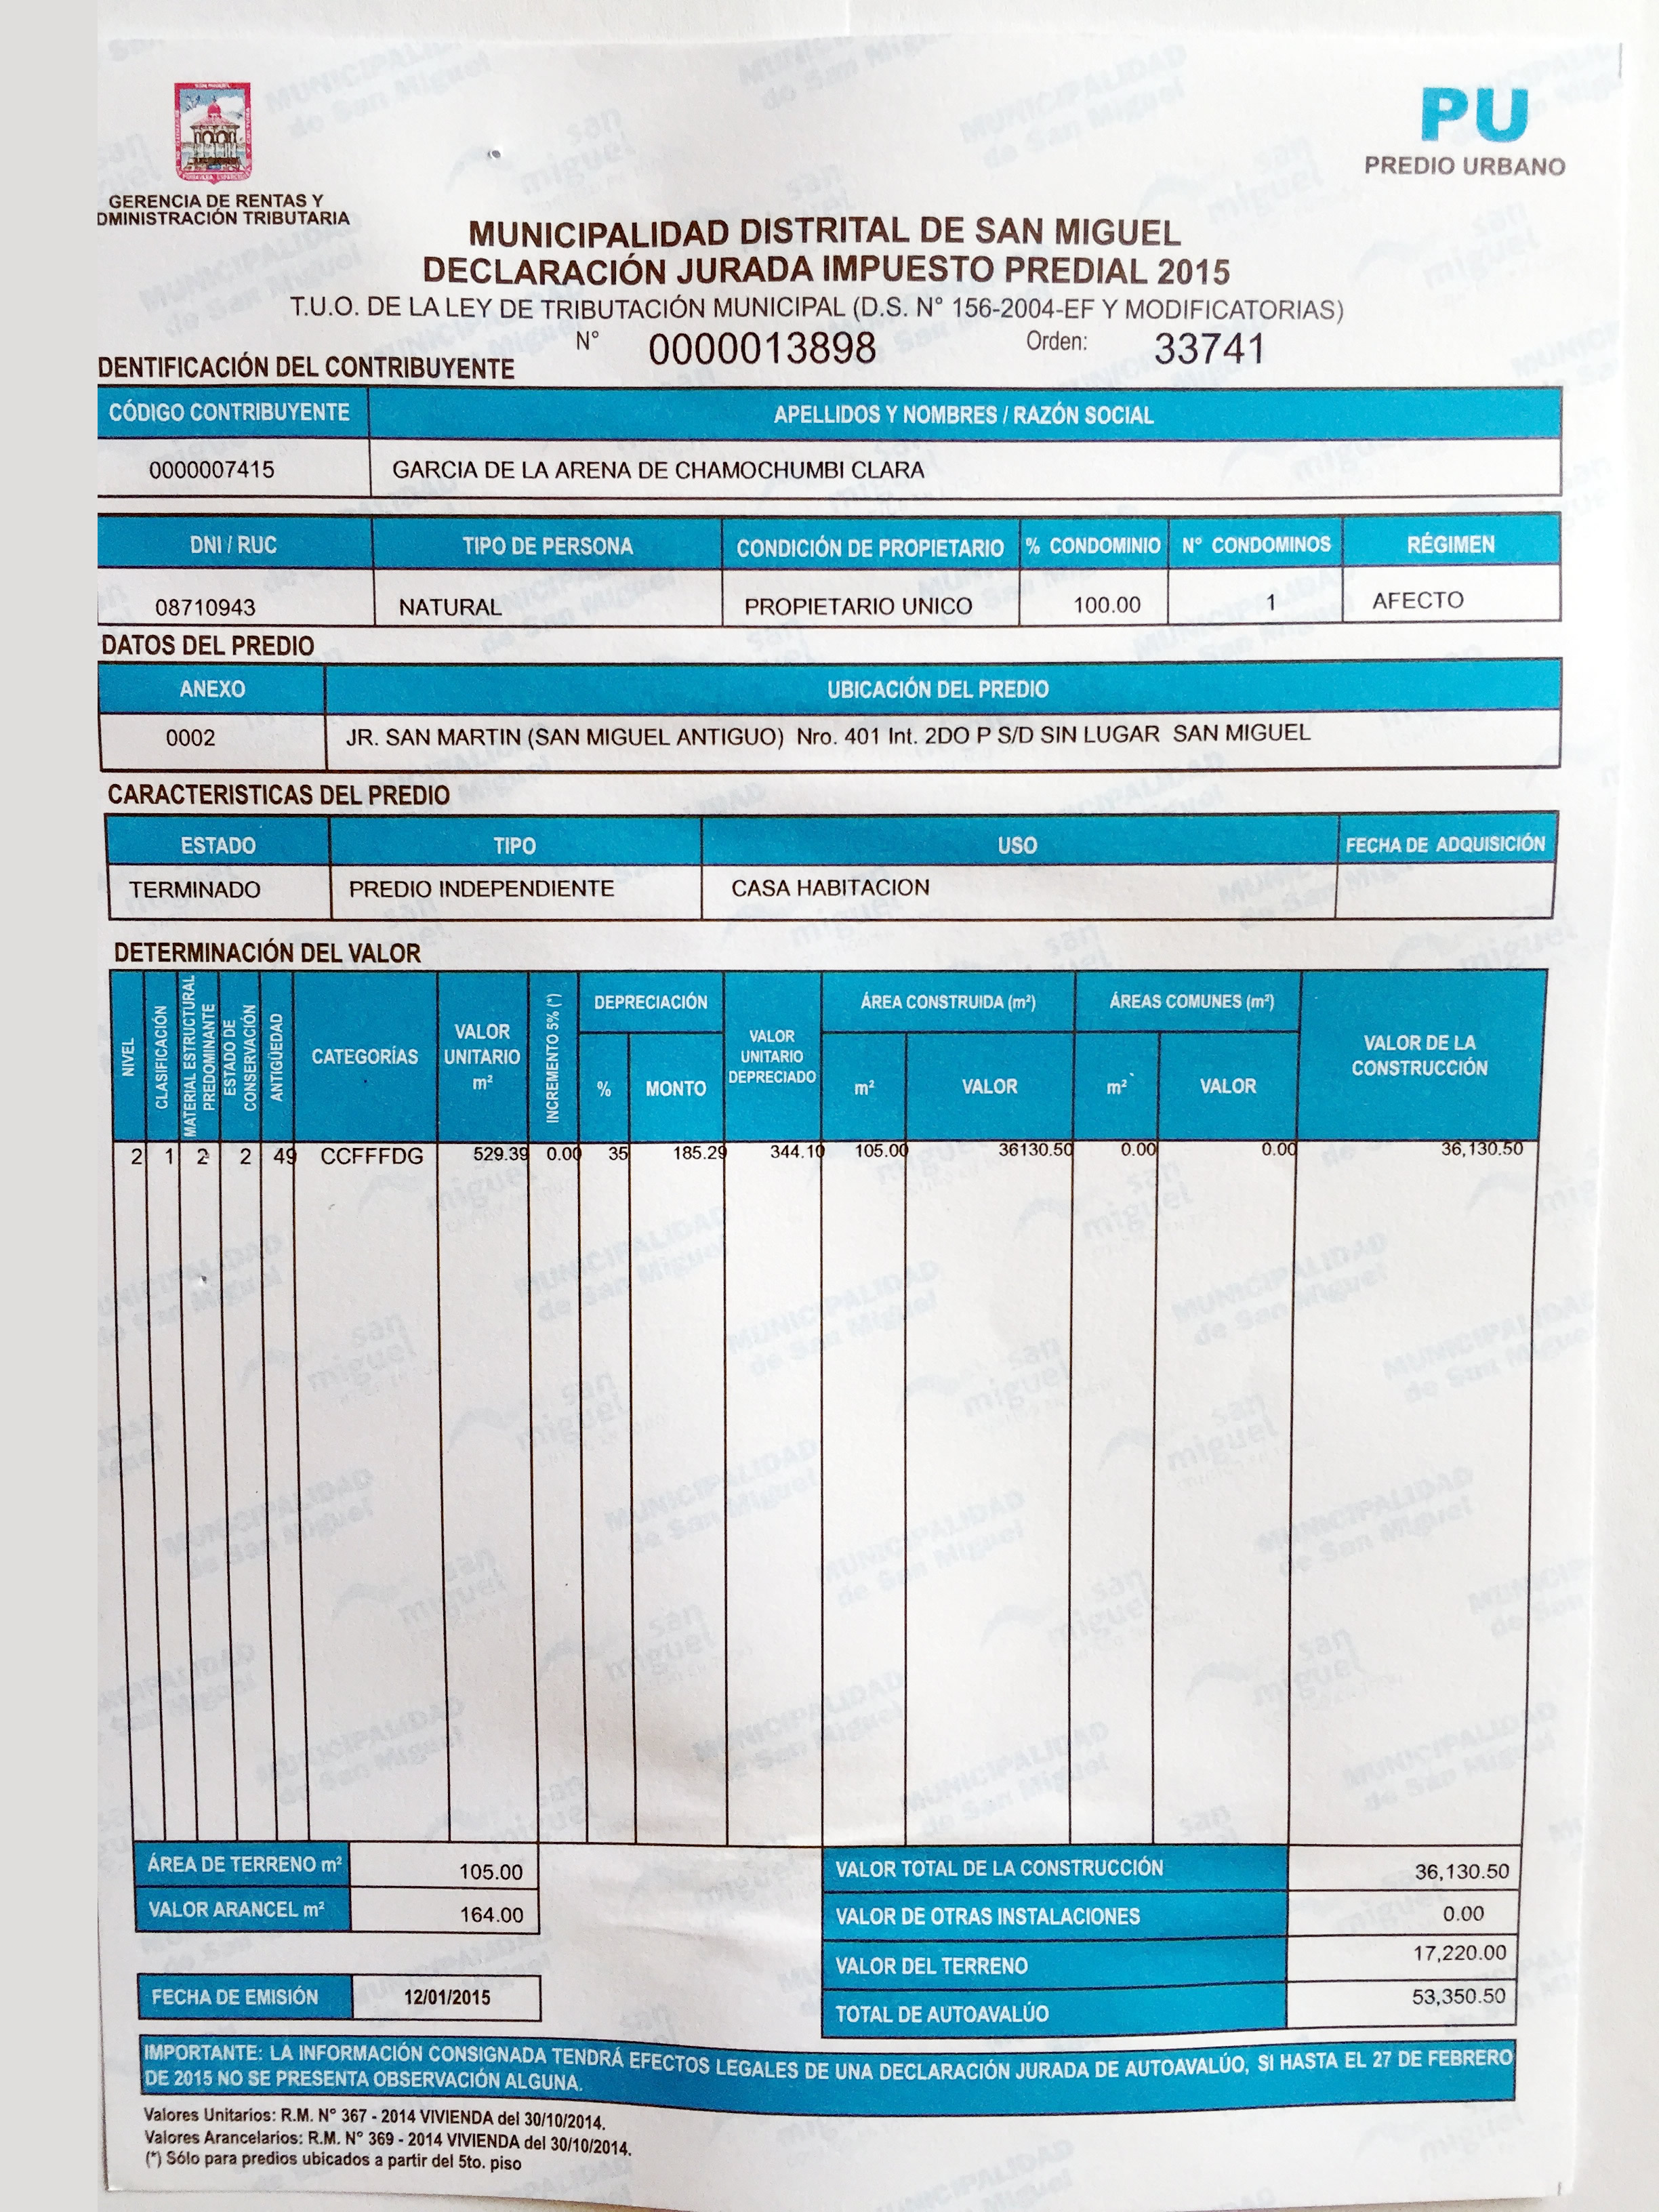 GERENCIA DE RENTAS Y
DMINISTRACIÓN TRIBUTARIA
PU
PREDIO URBANO
MUNICIPALIDAD DISTRITAL DE SAN MIGUEL
DECLARACIÓN JURADA IMPUESTO PREDIAL 2015
T.U.O. DE LA LEY DE TRIBUTACIÓN MUNICIPAL (D.S. N° 156-2004-EF Y MODIFICATORIAS)
N° 0000013898 Orden: 33741
DENTIFICACIÓN DEL CONTRIBUYENTE
CÓDIGO CONTRIBUYENTE APELLIDOS Y NOMBRES / RAZÓN SOCIAL
0000007415 GARCIA DE LA ARENA DE CHAMOCHUMBI CLARA
DNI / RUC TIPO DE PERSONA CONDICIÓN DE PROPIETARIO % CONDOMINIO N° CONDOMINOS RÉGIMEN
08710943 NATURAL PROPIETARIO UNICO 100.00 1 AFECTO
DATOS DEL PREDIO
ANEXO UBICACIÓN DEL PREDIO
0002 JR. SAN MARTIN (SAN MIGUEL ANTIGUO) Nro. 401 Int. 2DO P S/D SIN LUGAR SAN MIGUEL
CARACTERISTICAS DEL PREDIO
ESTADO TIPO USO FECHA DE ADQUISICIÓN
TERMINADO PREDIO INDEPENDIENTE CASA HABITACION
DETERMINACIÓN DEL VALOR
NIVEL
CLASIFICACIÓN
MATERIAL ESTRUCTURAL
PREDOMINANTE
ESTADO DE
CONSERVACIÓN
ANTIGÜEDAD
CATEGORÍAS
VALOR
UNITARIO
m²
INCREMENTO 5% (*)
DEPRECIACIÓN
% MONTO
VALOR
UNITARIO
DEPRECIADO
ÁREA CONSTRUIDA (m²)
m² VALOR
ÁREAS COMUNES (m²)
m² VALOR
VALOR DE LA
CONSTRUCCIÓN
2 1 2 2 49 CCFFFDG 529.39 0.00 35 185.29 344.10 105.00 36130.50 0.00 0.00 36,130.50
ÁREA DE TERRENO m² 105.00
VALOR ARANCEL m² 164.00
FECHA DE EMISIÓN 12/01/2015
VALOR TOTAL DE LA CONSTRUCCIÓN 36,130.50
VALOR DE OTRAS INSTALACIONES 0.00
VALOR DEL TERRENO 17,220.00
TOTAL DE AUTOAVALÚO 53,350.50
IMPORTANTE: LA INFORMACIÓN CONSIGNADA TENDRÁ EFECTOS LEGALES DE UNA DECLARACIÓN JURADA DE AUTOAVALÚO, SI HASTA EL 27 DE FEBRERO
DE 2015 NO SE PRESENTA OBSERVACIÓN ALGUNA.
Valores Unitarios: R.M. N° 367 - 2014 VIVIENDA del 30/10/2014.
Valores Arancelarios: R.M. N° 369 - 2014 VIVIENDA del 30/10/2014.
(*) Sólo para predios ubicados a partir del 5to. piso